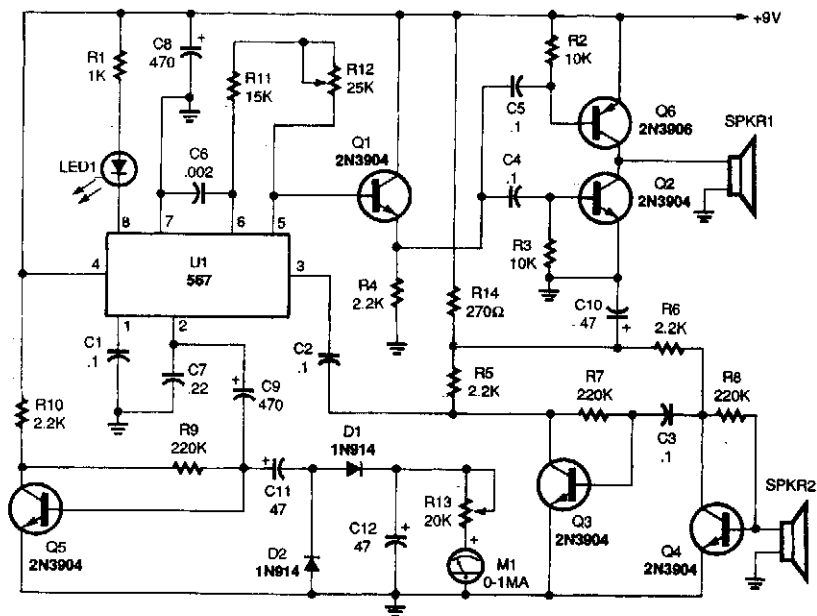 +9V
R1
1K
C8
+
470
R11
15K
R12
25K
R2
10K
C5
.1
Q6
2N3906
SPKR1
LED1
C6
.002
Q1
2N3904
C4
.1
Q2
2N3904
8
7
6
5
4
U1
567
3
R4
2.2K
R3
10K
R14
270Ω
C10
.47
+
R6
2.2K
1
2
C1
.1
C7
.22
+
C9
470
C2
.1
R5
2.2K
R7
220K
R8
220K
C3
.1
R10
2.2K
R9
220K
D1
1N914
+
C11
47
R13
20K
SPKR2
Q5
2N3904
D2
1N914
C12
47
+
+
M1
0-1MA
Q3
2N3904
Q4
2N3904